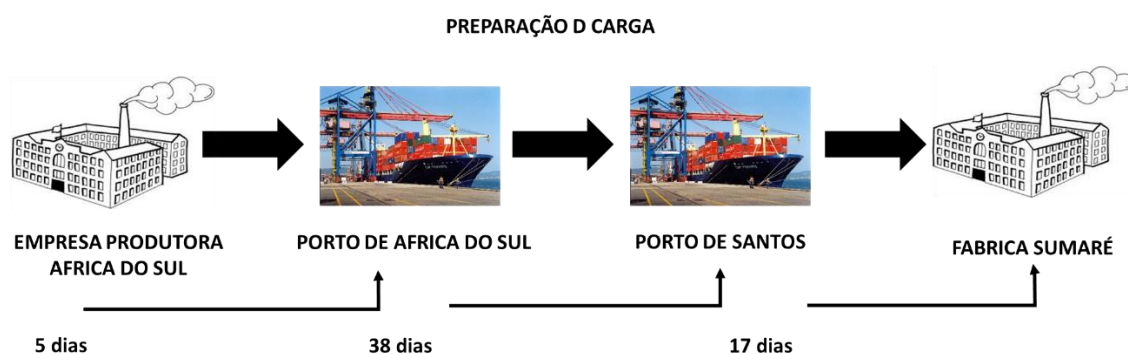 PREPARAÇÃO D CARGA
EMPRESA PRODUTORA
AFRICA DO SUL
PORTO DE AFRICA DO SUL
PORTO DE SANTOS
FABRICA SUMARÉ
5 dias
38 dias
17 dias